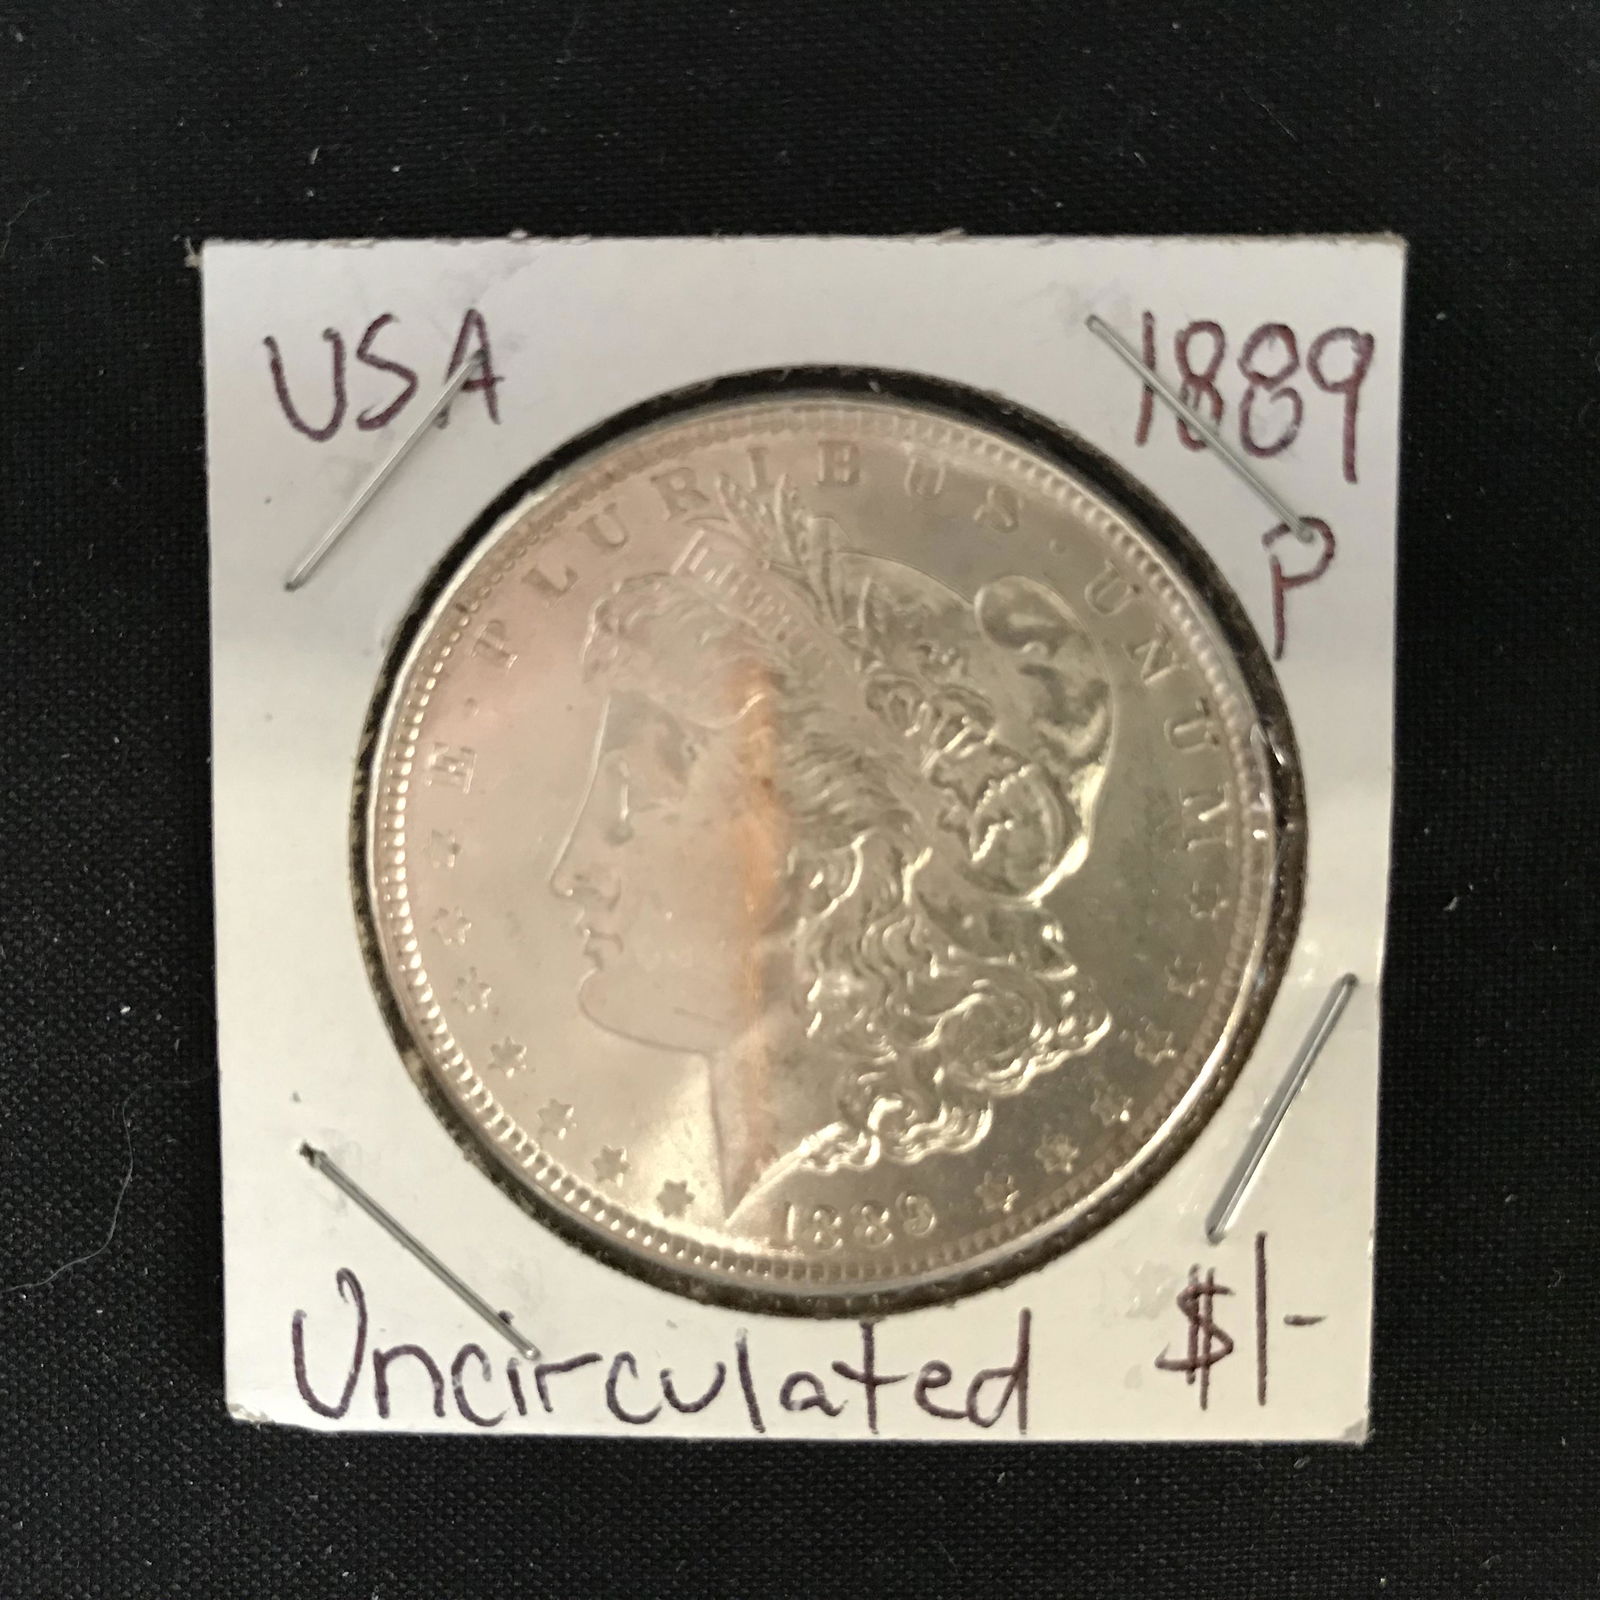 USA
1889
P
E · PLURIBUS · UNUM
LIBERTY
1889
Uncirculated
$1-